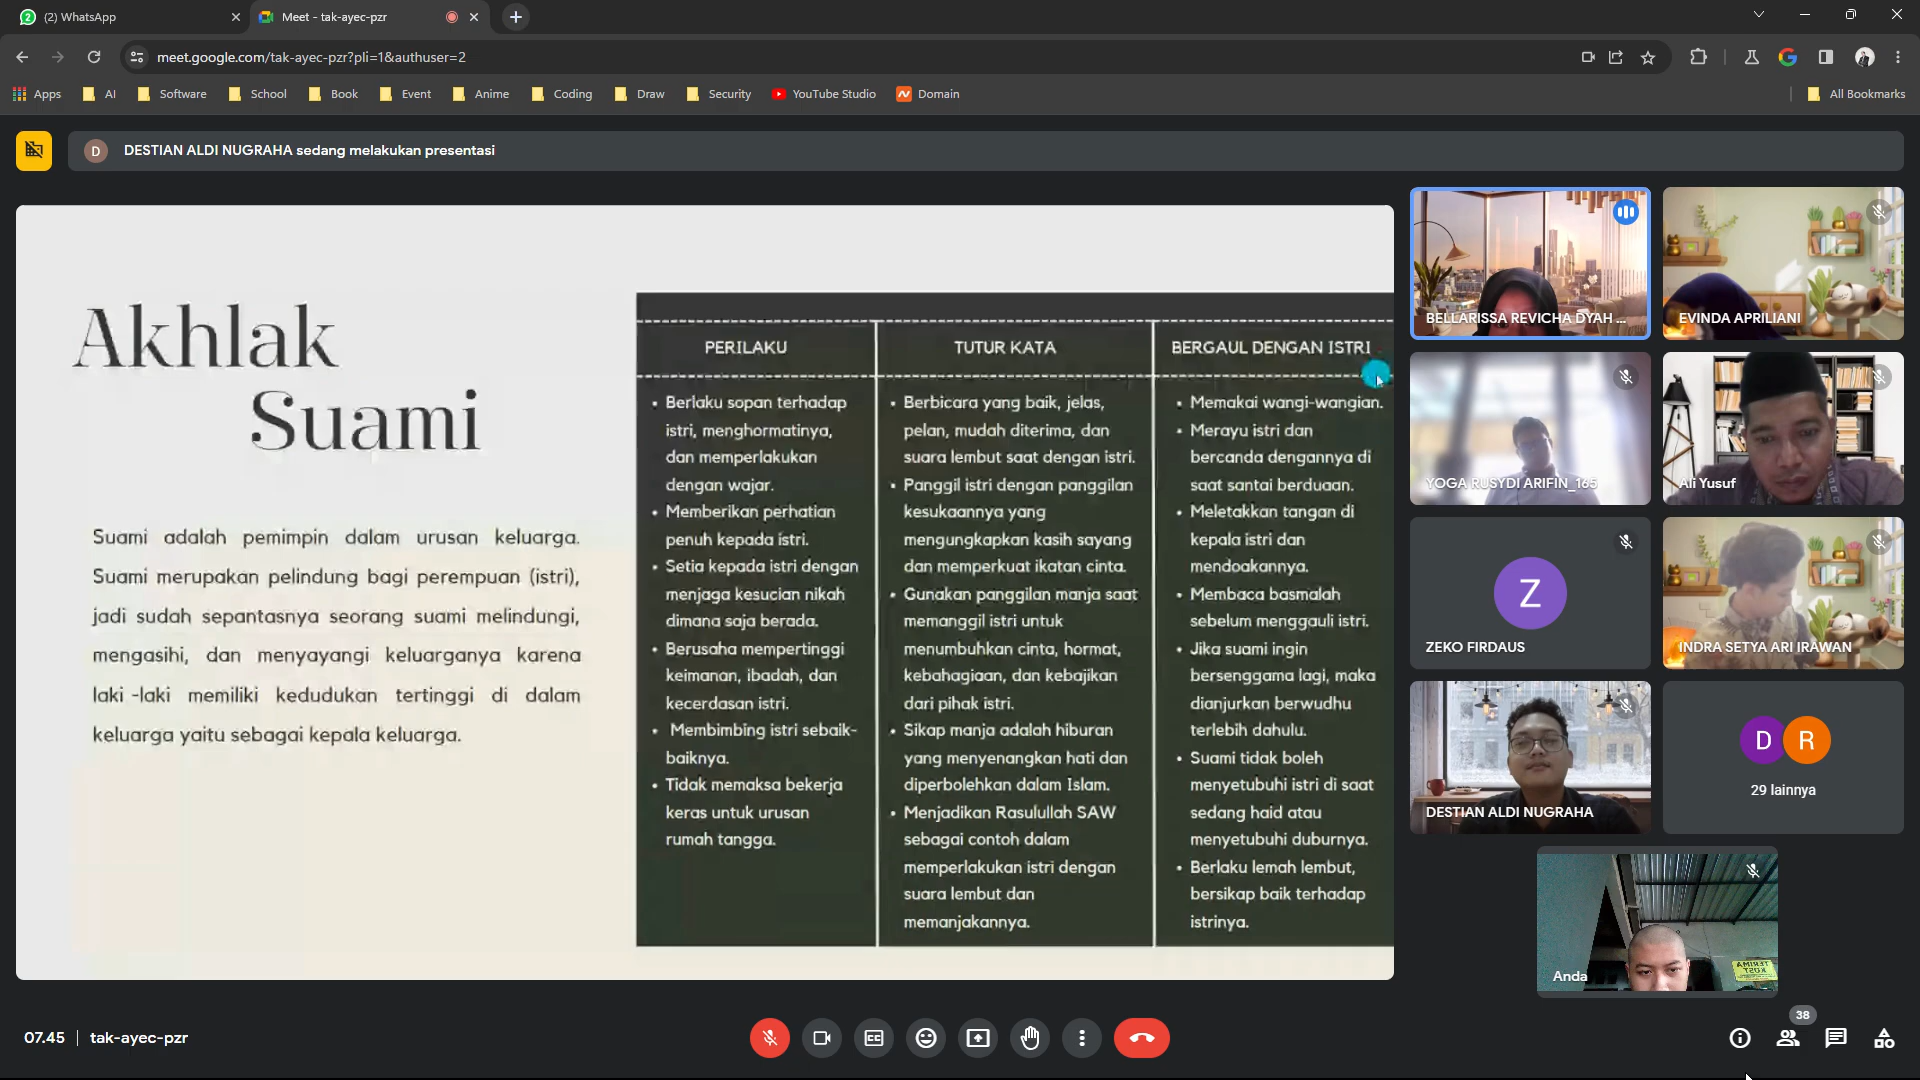 (2) WhatsApp
Meet - tak-ayec-pzr
meet.google.com/tak-ayec-pzr?pli=1&authuser=2
Apps
AI
Software
School
Book
Event
Anime
Coding
Draw
Security
YouTube Studio
Domain
All Bookmarks
D
DESTIAN ALDI NUGRAHA sedang melakukan presentasi
Akhlak
Suami
Suami adalah pemimpin dalam urusan keluarga.
Suami merupakan pelindung bagi perempuan (istri),
jadi sudah sepantasnya seorang suami melindungi,
mengasihi, dan menyayangi keluarganya karena
laki -laki memiliki kedudukan tertinggi di dalam
keluarga yaitu sebagai kepala keluarga.
PERILAKU
• Berlaku sopan terhadap
istri, menghormatinya,
dan memperlakukan
dengan wajar.
• Memberikan perhatian
penuh kepada istri.
• Setia kepada istri dengan
menjaga kesucian nikah
dimana saja berada.
• Berusaha mempertinggi
keimanan, ibadah, dan
kecerdasan istri.
• Membimbing istri sebaik-
baiknya.
• Tidak memaksa bekerja
keras untuk urusan
rumah tangga.
TUTUR KATA
• Berbicara yang baik, jelas,
pelan, mudah diterima, dan
suara lembut saat dengan istri.
• Panggil istri dengan panggilan
kesukaannya yang
mengungkapkan kasih sayang
dan memperkuat ikatan cinta.
• Gunakan panggilan manja saat
memanggil istri untuk
menumbuhkan cinta, hormat,
kebahagiaan, dan kebajikan
dari pihak istri.
• Sikap manja adalah hiburan
yang menyenangkan hati dan
diperbolehkan dalam Islam.
• Menjadikan Rasulullah SAW
sebagai contoh dalam
memperlakukan istri dengan
suara lembut dan
memanjakannya.
BERGAUL DENGAN ISTRI
• Memakai wangi-wangian.
• Merayu istri dan
bercanda dengannya di
saat santai berduaan.
• Meletakkan tangan di
kepala istri dan
mendoakannya.
• Membaca basmalah
sebelum menggauli istri.
• Jika suami ingin
bersenggama lagi, maka
dianjurkan berwudhu
terlebih dahulu.
• Suami tidak boleh
menyetubuhi istri di saat
sedang haid atau
menyetubuhi duburnya.
• Berlaku lemah lembut,
bersikap baik terhadap
istrinya.
BELLARISSA REVICHA DYAH ...
EVINDA APRILIANI
YOGA RUSYDI ARIFIN_165
Ali Yusuf
Z
ZEKO FIRDAUS
INDRA SETYA ARI IRAWAN
DESTIAN ALDI NUGRAHA
D
R
29 lainnya
TERIMA
KOST
Anda
07.45
tak-ayec-pzr
38